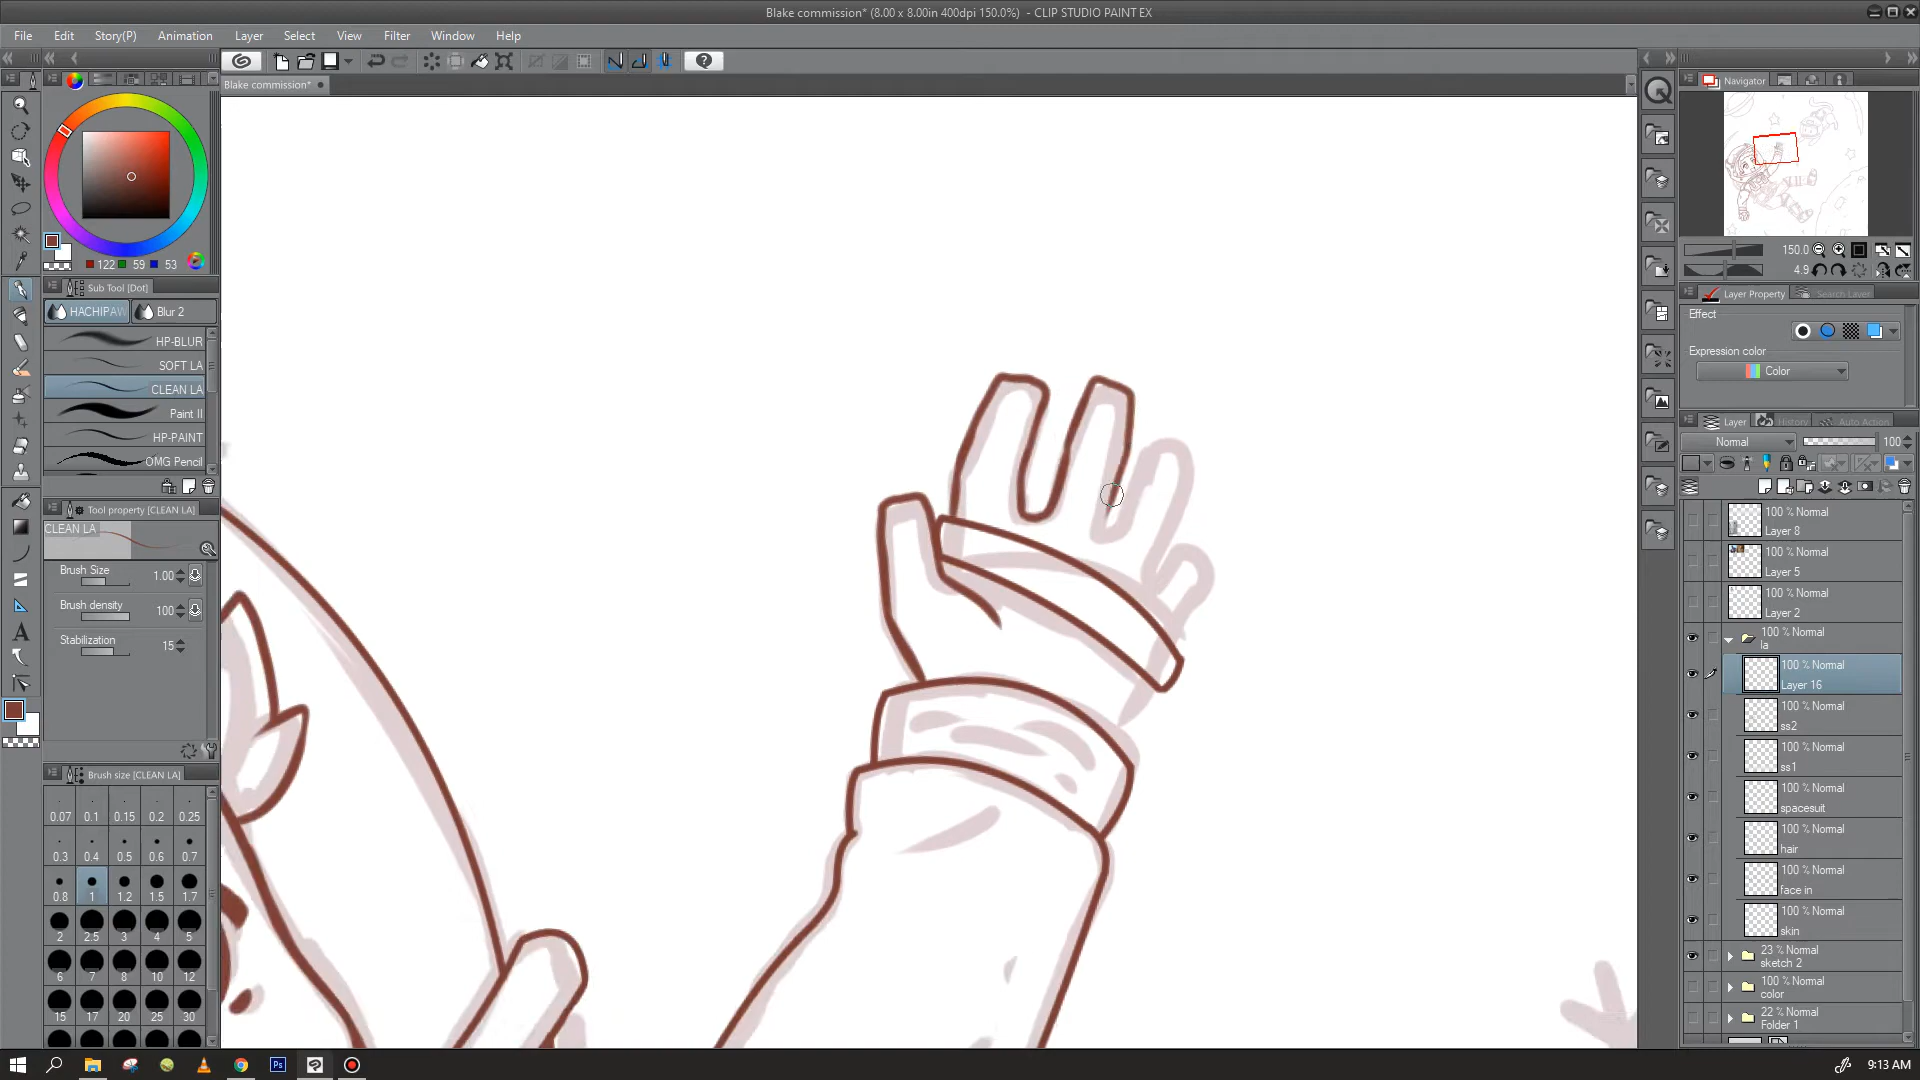 Blake commission* (8.00 x 8.00in 400dpi 150.0%) - CLIP STUDIO PAINT EX
File Edit Story(P) Animation Layer Select View Filter Window Help
Blake commission*
Navigator
122 59 53
150.0
4.9
Sub Tool [Dot]
HACHIPAW Blur 2
HP-BLUR
SOFT LA
CLEAN LA
Paint II
HP-PAINT
OMG Pencil
Layer Property Search Layer
Effect
Expression color
Color
Layer History Auto Action
Normal 100
Tool property [CLEAN LA]
CLEAN LA
Brush Size 1.00
Brush density 100
Stabilization 15
Brush size [CLEAN LA]
0.07 0.1 0.15 0.2 0.25
0.3 0.4 0.5 0.6 0.7
0.8 1 1.2 1.5 1.7
2 2.5 3 4 5
6 7 8 10 12
15 17 20 25 30
100 % Normal
Layer 8
100 % Normal
Layer 5
100 % Normal
Layer 2
100 % Normal
la
100 % Normal
Layer 16
100 % Normal
ss2
100 % Normal
ss1
100 % Normal
spacesuit
100 % Normal
hair
100 % Normal
face in
100 % Normal
skin
23 % Normal
sketch 2
100 % Normal
color
22 % Normal
Folder 1
Ps
9:13 AM